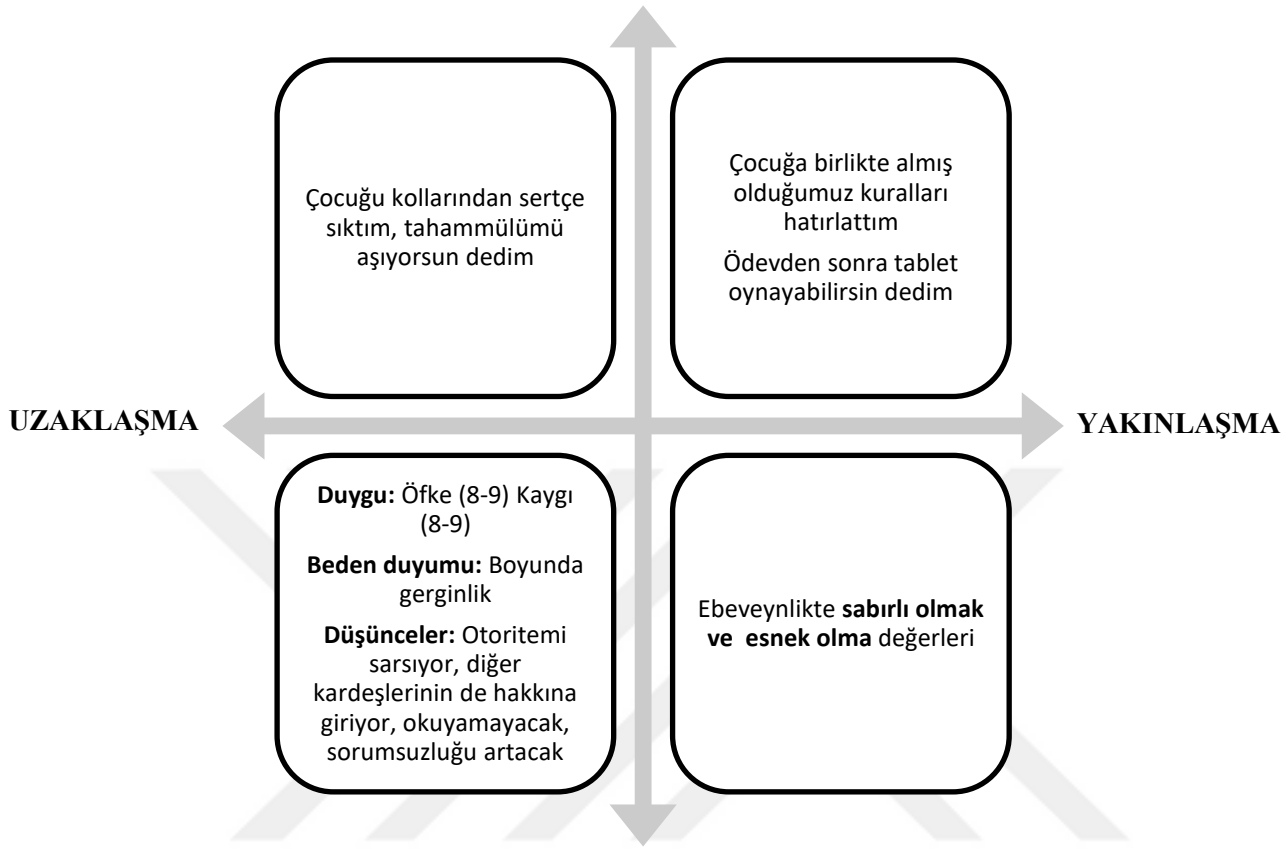 Çocuğu kollarından sertçe
sıktım, tahammülümü
aşıyorsun dedim
Çocuğa birlikte almış
olduğumuz kuralları
hatırlattım
Ödevden sonra tablet
oynayabilirsin dedim
UZAKLAŞMA
YAKINLAŞMA
Duygu: Öfke (8-9) Kaygı
(8-9)
Beden duyumu: Boyunda
gerginlik
Düşünceler: Otoritemi
sarsıyor, diğer
kardeşlerinin de hakkına
giriyor, okuyamayacak,
sorumsuzluğu artacak
Ebeveynlikte sabırlı olmak
ve esnek olma değerleri